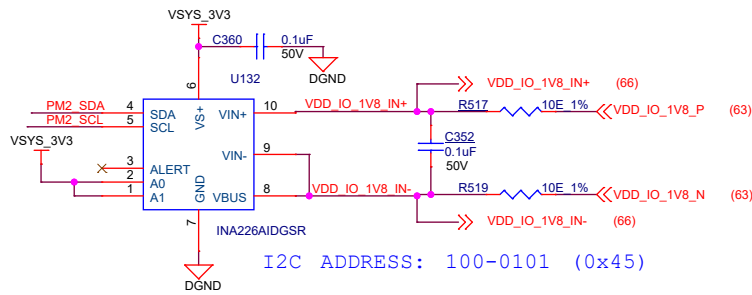 VSYS_3V3
C360
0.1uF
50V
DGND
U132
6
VS+
PM2_SDA 4 SDA
PM2_SCL 5 SCL
VIN+ 10 VDD_IO_1V8_IN+
VDD_IO_1V8_IN+ (66)
R517 10E_1% VDD_IO_1V8_P (63)
VSYS_3V3
VIN- 9
C352
0.1uF
50V
3 ALERT
2 A0
1 A1
GND
VBUS 8 VDD_IO_1V8_IN-
R519 10E_1% VDD_IO_1V8_N (63)
VDD_IO_1V8_IN- (66)
7
INA226AIDGSR
DGND
I2C ADDRESS: 100-0101 (0x45)